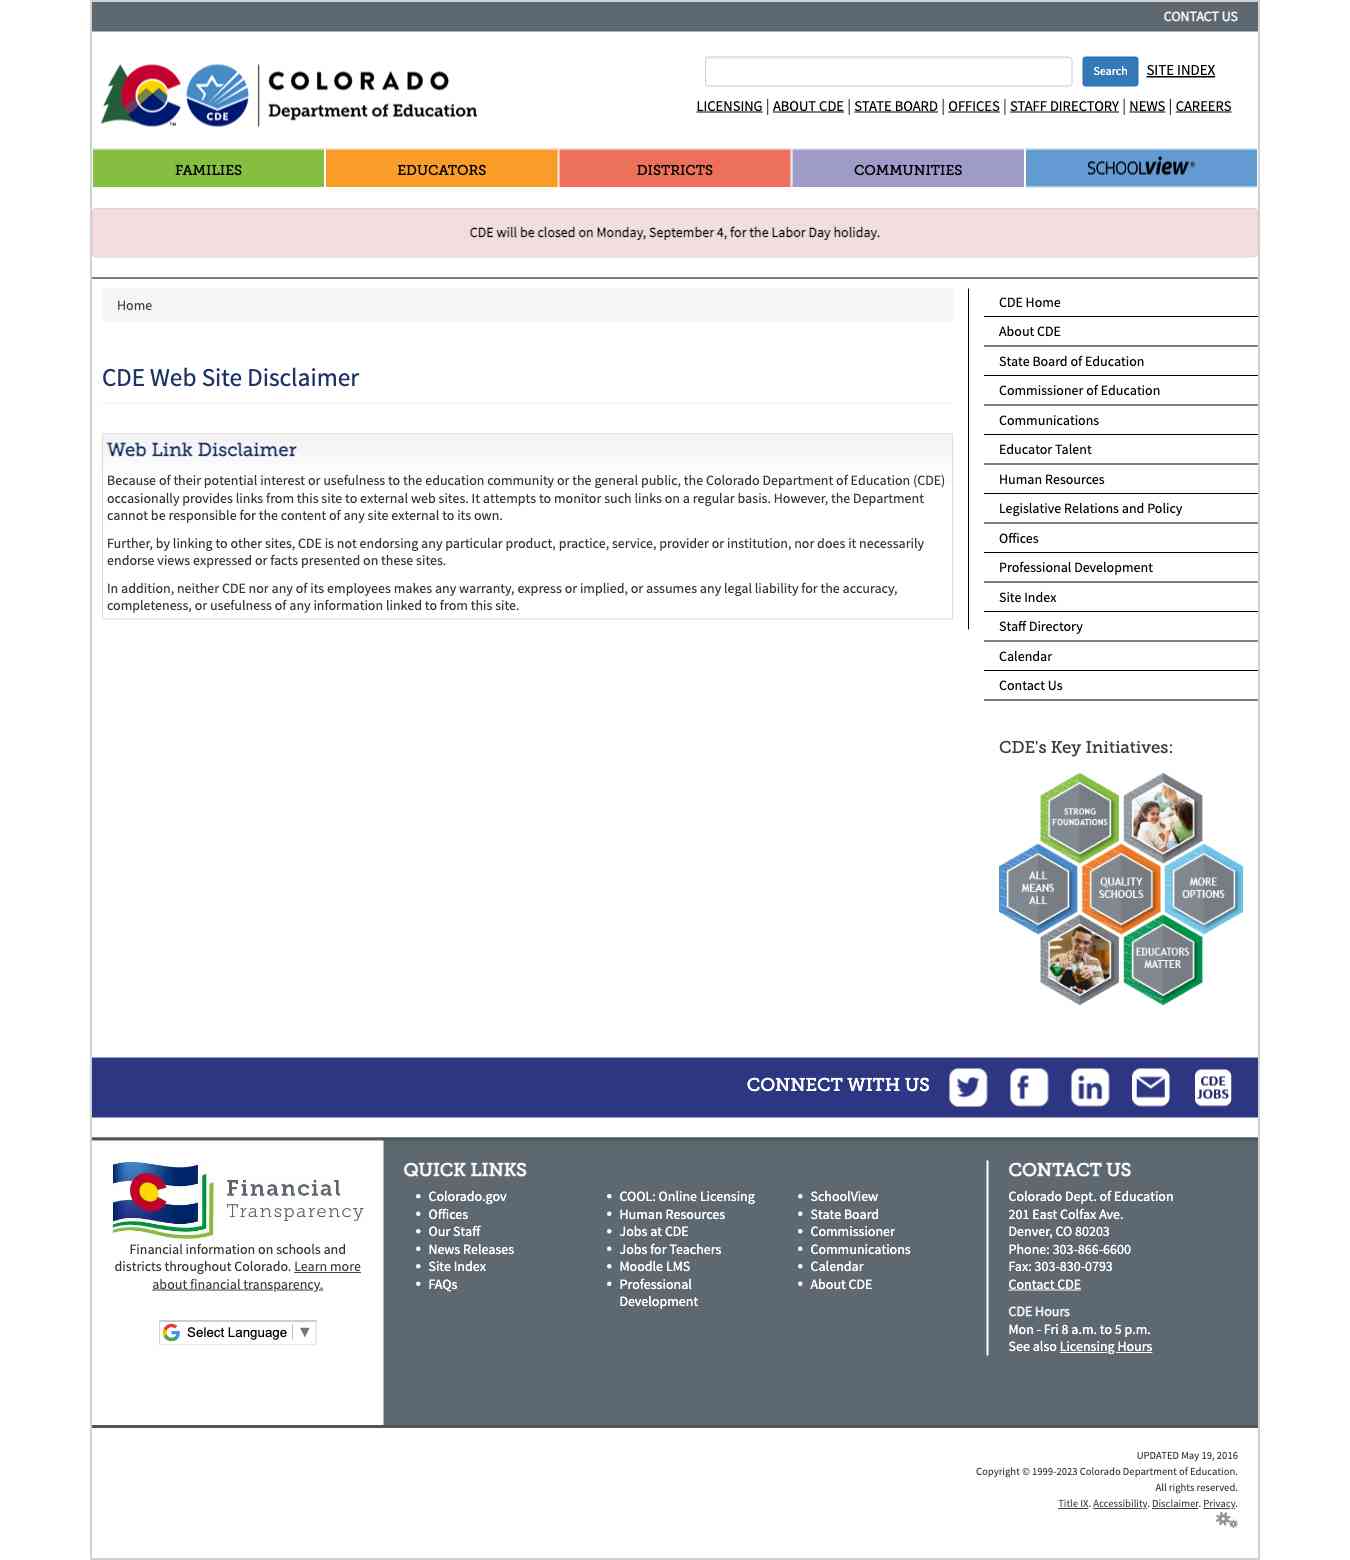 CONTACT US
COLORADO
Department of Education
TM
CDE
Search
SITE INDEX
LICENSING | ABOUT CDE | STATE BOARD | OFFICES | STAFF DIRECTORY | NEWS | CAREERS
FAMILIES
EDUCATORS
DISTRICTS
COMMUNITIES
SCHOOLview®
CDE will be closed on Monday, September 4, for the Labor Day holiday.
Home
CDE Web Site Disclaimer
Web Link Disclaimer
Because of their potential interest or usefulness to the education community or the general public, the Colorado Department of Education (CDE)
occasionally provides links from this site to external web sites. It attempts to monitor such links on a regular basis. However, the Department
cannot be responsible for the content of any site external to its own.
Further, by linking to other sites, CDE is not endorsing any particular product, practice, service, provider or institution, nor does it necessarily
endorse views expressed or facts presented on these sites.
In addition, neither CDE nor any of its employees makes any warranty, express or implied, or assumes any legal liability for the accuracy,
completeness, or usefulness of any information linked to from this site.
CDE Home
About CDE
State Board of Education
Commissioner of Education
Communications
Educator Talent
Human Resources
Legislative Relations and Policy
Offices
Professional Development
Site Index
Staff Directory
Calendar
Contact Us
CDE's Key Initiatives:
STRONG
FOUNDATIONS
ALL
MEANS
ALL
QUALITY
SCHOOLS
MORE
OPTIONS
EDUCATORS
MATTER
CONNECT WITH US
CDE
JOBS
Financial
Transparency
Financial information on schools and
districts throughout Colorado. Learn more
about financial transparency.
Select Language ▼
QUICK LINKS
Colorado.gov
Offices
Our Staff
News Releases
Site Index
FAQs
COOL: Online Licensing
Human Resources
Jobs at CDE
Jobs for Teachers
Moodle LMS
Professional
Development
SchoolView
State Board
Commissioner
Communications
Calendar
About CDE
CONTACT US
Colorado Dept. of Education
201 East Colfax Ave.
Denver, CO 80203
Phone: 303-866-6600
Fax: 303-830-0793
Contact CDE
CDE Hours
Mon - Fri 8 a.m. to 5 p.m.
See also Licensing Hours
UPDATED May 19, 2016
Copyright © 1999-2023 Colorado Department of Education.
All rights reserved.
Title IX. Accessibility. Disclaimer. Privacy.